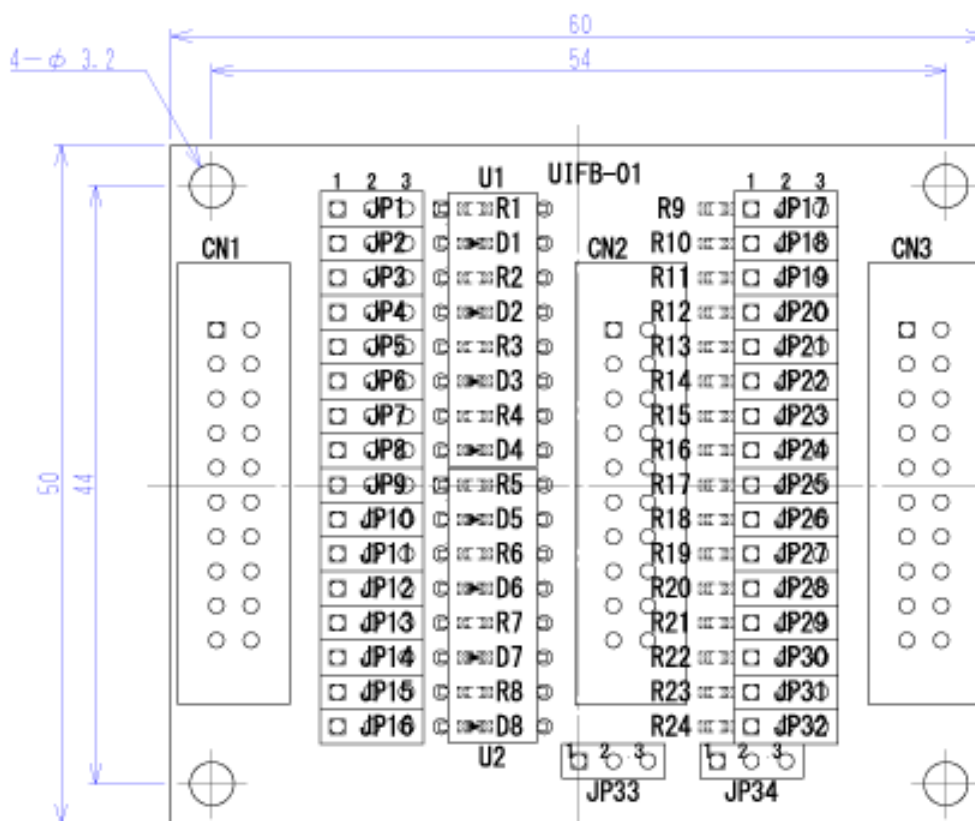 60
4-φ 3.2
54
U1 UIFB-01
1 2 3
1 2 3
JP1 R1 R9 JP17
CN1 JP2 D1 CN2 R10 JP18 CN3
JP3 R2 R11 JP19
JP4 D2 R12 JP20
JP5 R3 R13 JP21
JP6 D3 R14 JP22
JP7 R4 R15 JP23
JP8 D4 R16 JP24
50 44 JP9 R5 R17 JP25
JP10 D5 R18 JP26
JP11 R6 R19 JP27
JP12 D6 R20 JP28
JP13 R7 R21 JP29
JP14 D7 R22 JP30
JP15 R8 R23 JP31
JP16 D8 R24 JP32
U2 1 2 3 1 2 3
JP33 JP34